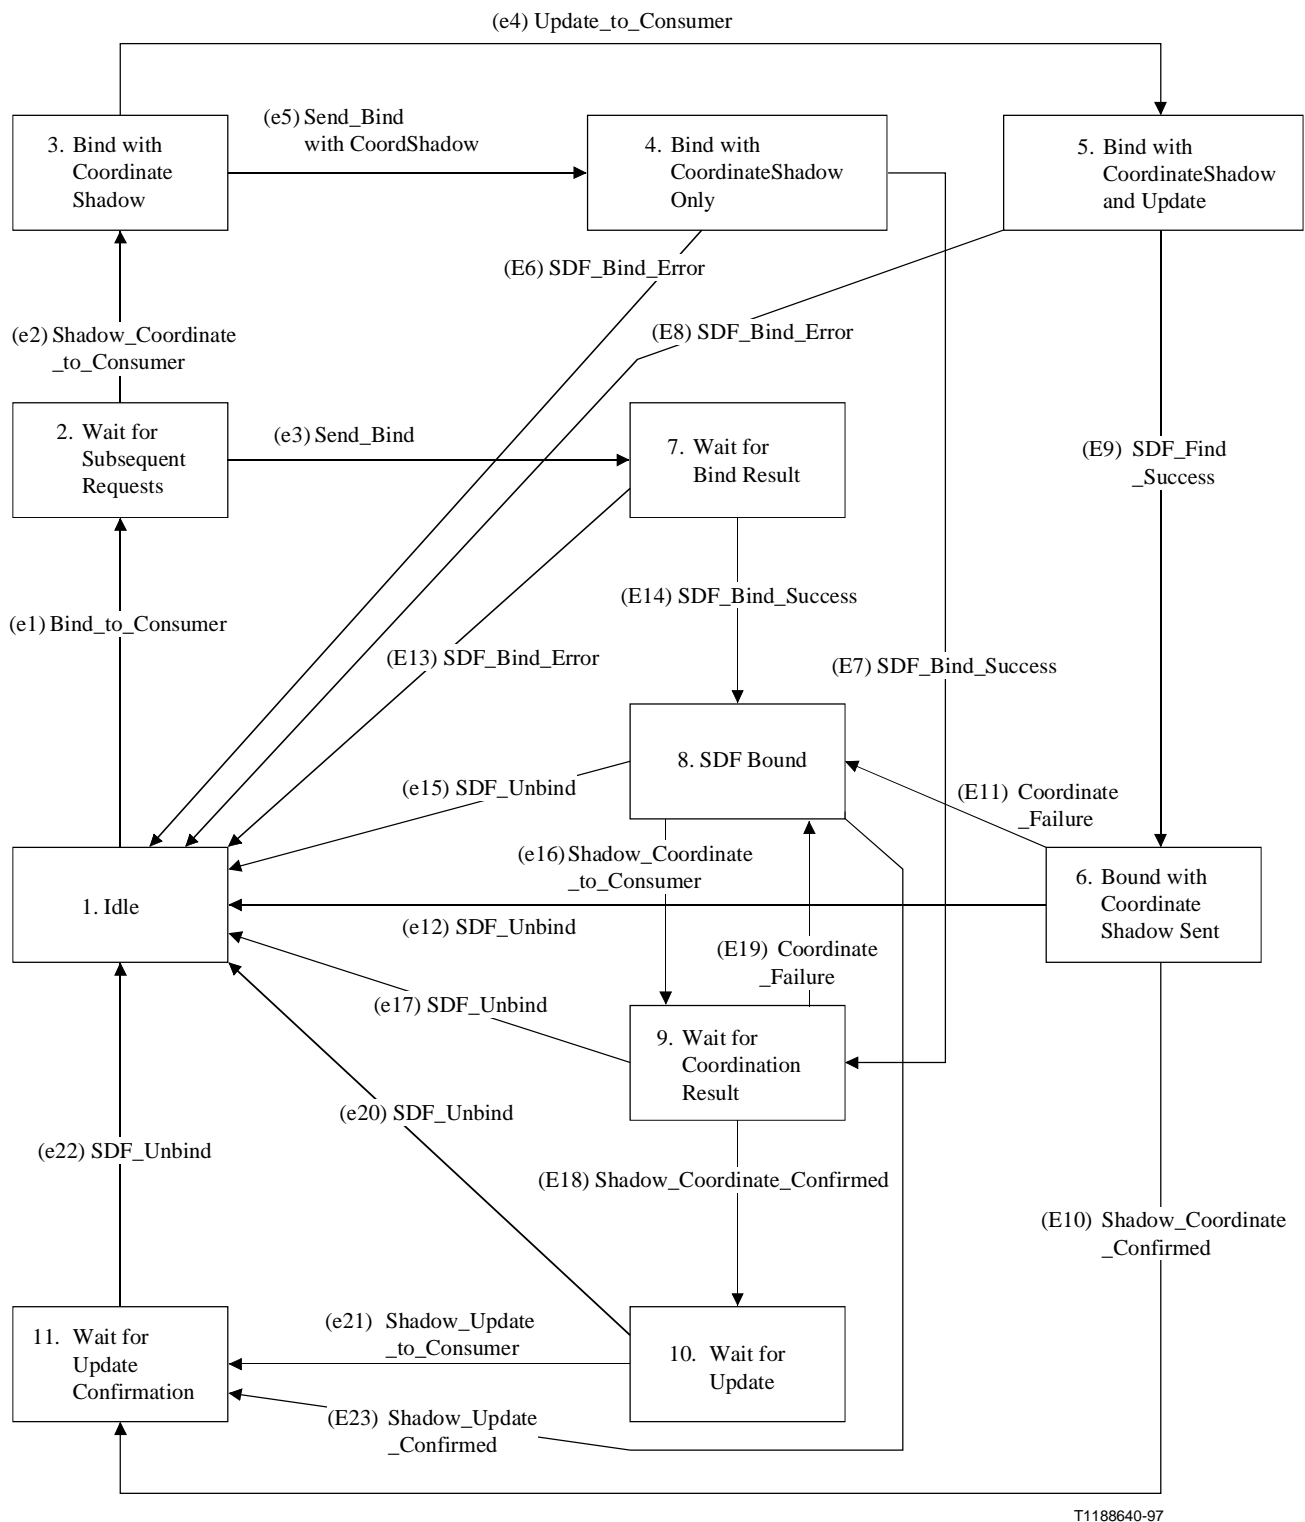 (e4) Update_to_Consumer
(e5) Send_Bind
with CoordShadow
3. Bind with
Coordinate
Shadow
4. Bind with
CoordinateShadow
Only
5. Bind with
CoordinateShadow
and Update
(E6) SDF_Bind_Error
(e2) Shadow_Coordinate
_to_Consumer
(E8) SDF_Bind_Error
2. Wait for
Subsequent
Requests
(e3) Send_Bind
7. Wait for
Bind Result
(E9) SDF_Find
_Success
(e1) Bind_to_Consumer
(E14) SDF_Bind_Success
(E13) SDF_Bind_Error
(E7) SDF_Bind_Success
8. SDF Bound
(e15) SDF_Unbind
(E11) Coordinate
_Failure
(e16) Shadow_Coordinate
_to_Consumer
1. Idle
(e12) SDF_Unbind
6. Bound with
Coordinate
Shadow Sent
(E19) Coordinate
_Failure
(e17) SDF_Unbind
9. Wait for
Coordination
Result
(e20) SDF_Unbind
(e22) SDF_Unbind
(E18) Shadow_Coordinate_Confirmed
(E10) Shadow_Coordinate
_Confirmed
11. Wait for
Update
Confirmation
(e21) Shadow_Update
_to_Consumer
10. Wait for
Update
(E23) Shadow_Update
_Confirmed
T1188640-97